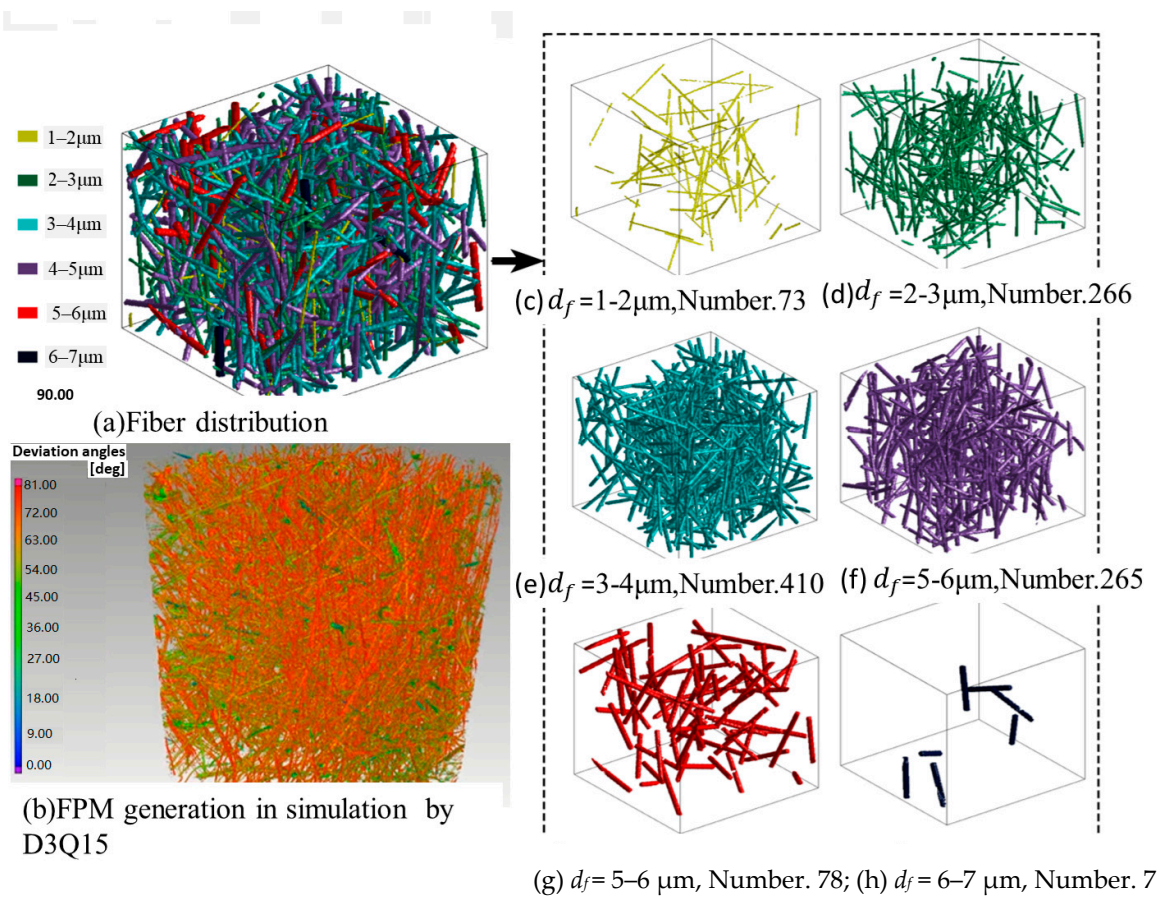 1–2μm
2–3μm
3–4μm
4–5μm
5–6μm
6–7μm
90.00
(a)Fiber distribution
Deviation angles
[deg]
81.00
72.00
63.00
54.00
45.00
36.00
27.00
18.00
9.00
0.00
(b)FPM generation in simulation by
D3Q15
(c) df =1-2μm,Number.73
(d)df =2-3μm,Number.266
(e)df =3-4μm,Number.410
(f) df=5-6μm,Number.265
(g) df= 5–6 μm, Number. 78; (h) df = 6–7 μm, Number. 7